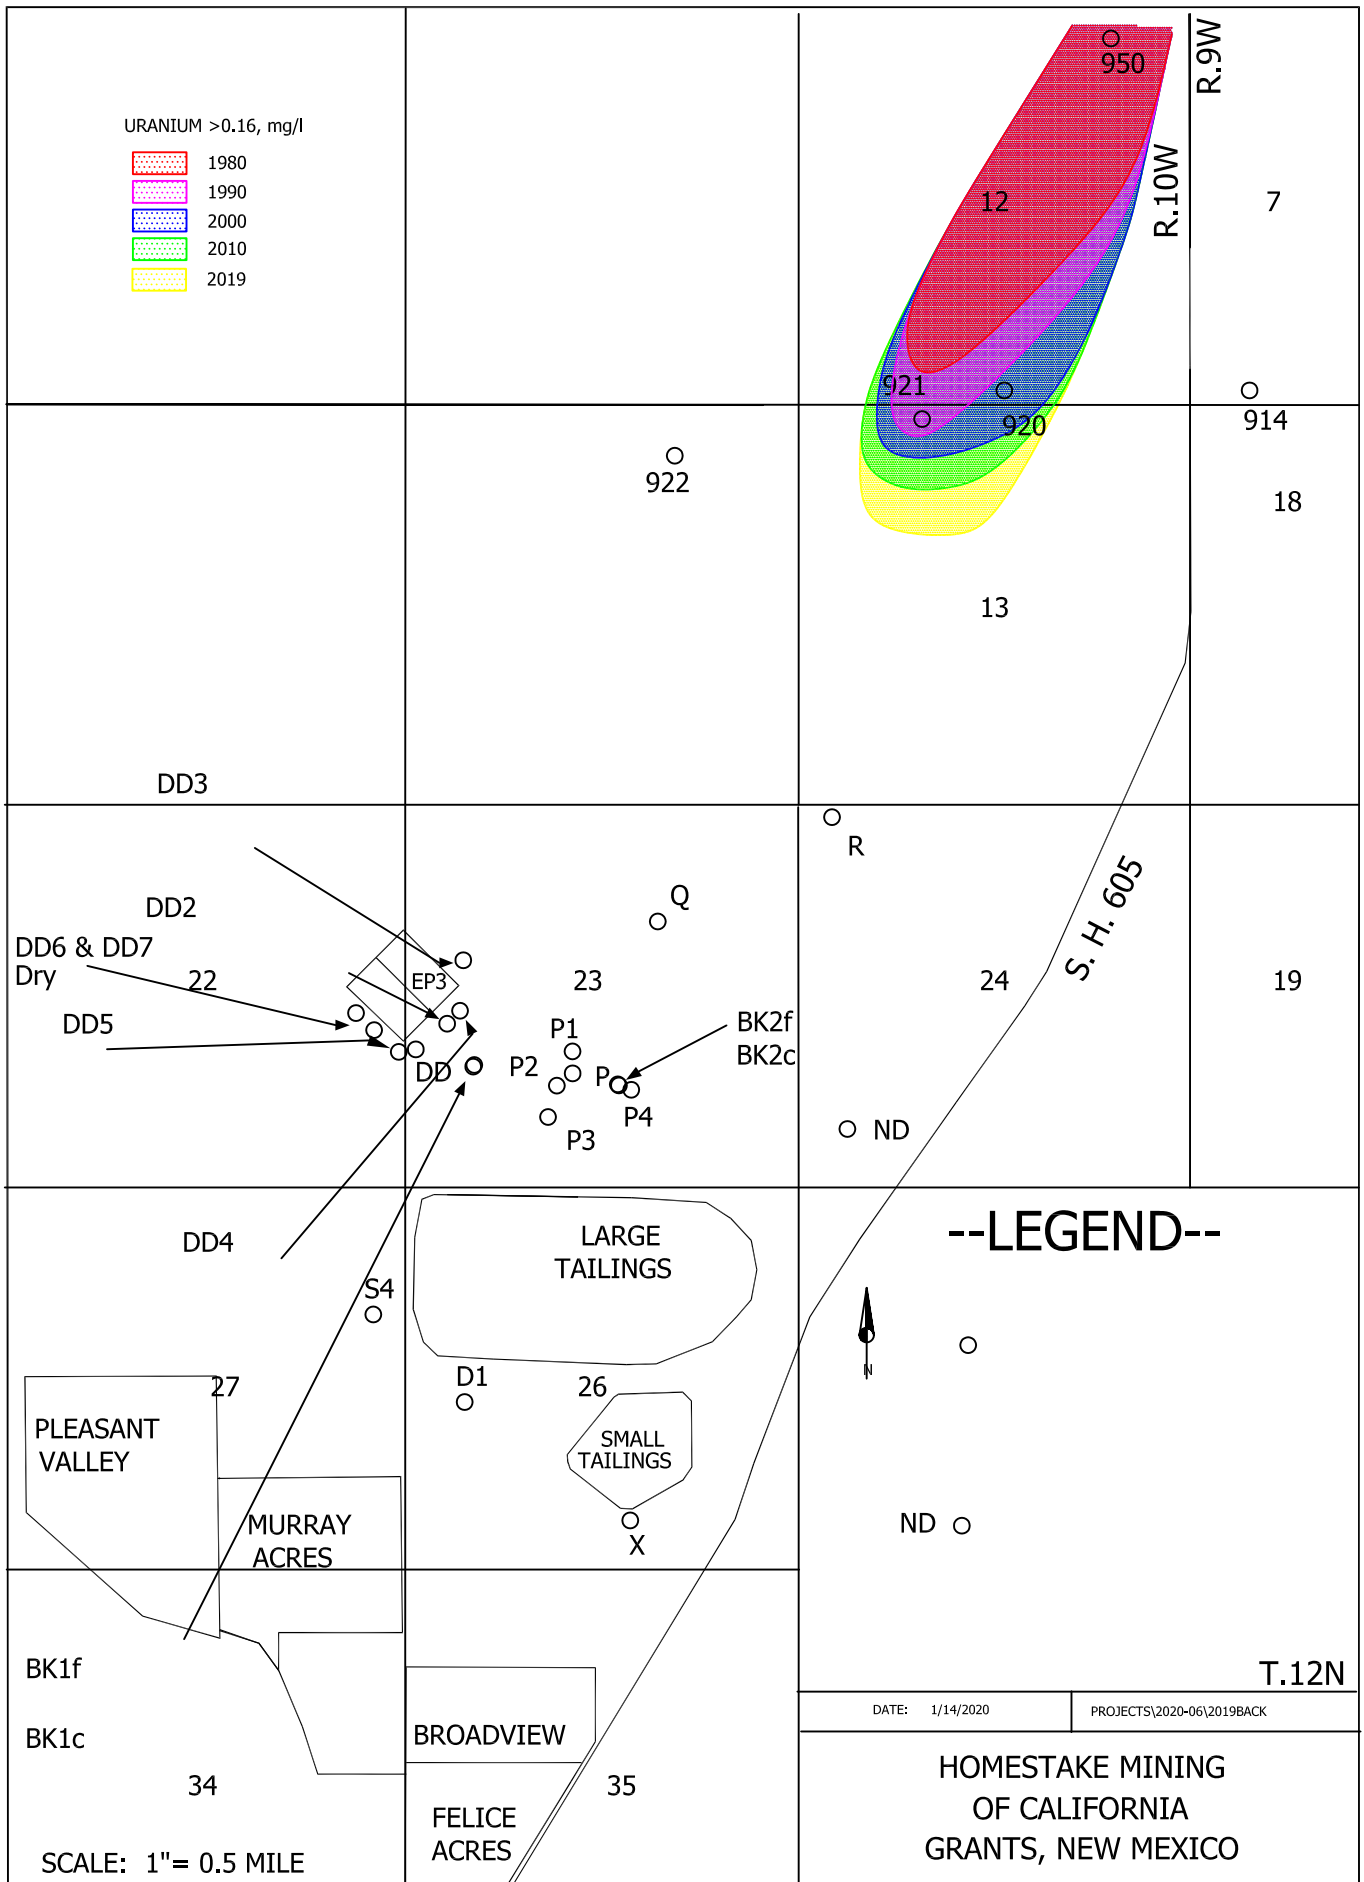 950
R.9W
URANIUM >0.16, mg/l
1980
1990
2000
2010
2019
R.10W
12
7
921
920
914
922
18
13
DD3
R
S. H. 605
Q
DD2
DD6 & DD7
Dry
22
EP3
23
24
19
DD5
P1
BK2f
BK2c
DD
P2
P
P4
P3
ND
DD4
LARGE
TAILINGS
--LEGEND--
S4
N
D1
27
26
PLEASANT
VALLEY
SMALL
TAILINGS
MURRAY
ACRES
X
ND
BK1f
BK1c
T.12N
DATE: 1/14/2020
PROJECTS\2020-06\2019BACK
BROADVIEW
34
35
HOMESTAKE MINING
OF CALIFORNIA
GRANTS, NEW MEXICO
FELICE
ACRES
SCALE: 1"= 0.5 MILE